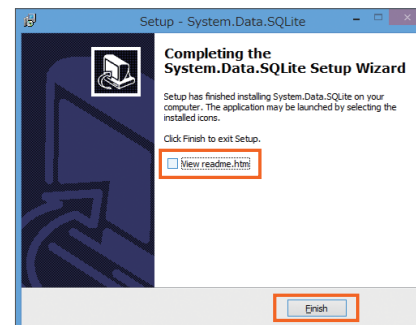 Setup - System.Data.SQLite
Completing the
System.Data.SQLite Setup Wizard
Setup has finished installing System.Data.SQLite on your
computer. The application may be launched by selecting the
installed icons.
Click Finish to exit Setup.
View readme.htm
Finish